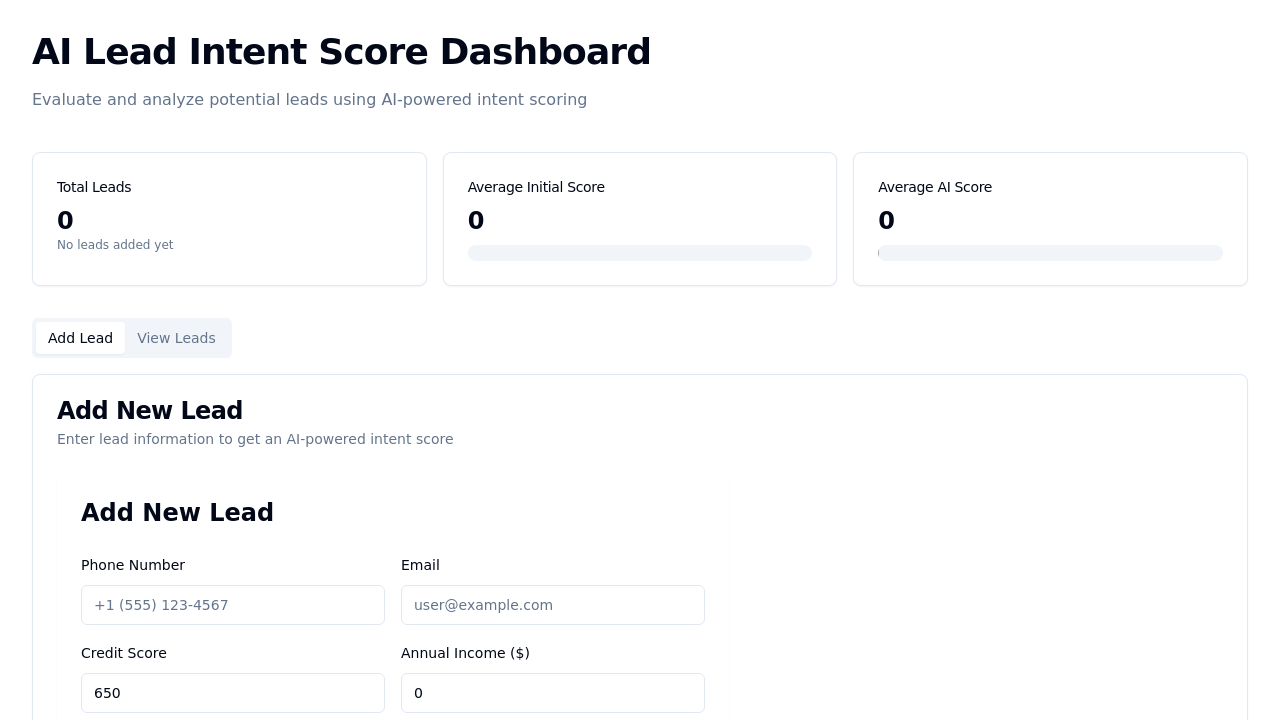 AI Lead Intent Score Dashboard
Evaluate and analyze potential leads using AI-powered intent scoring
Total Leads
0
No leads added yet
Average Initial Score
0
Average AI Score
0
Add Lead
View Leads
Add New Lead
Enter lead information to get an AI-powered intent score
Add New Lead
Phone Number
Email
+1 (555) 123-4567
user@example.com
Credit Score
Annual Income ($)
650
0